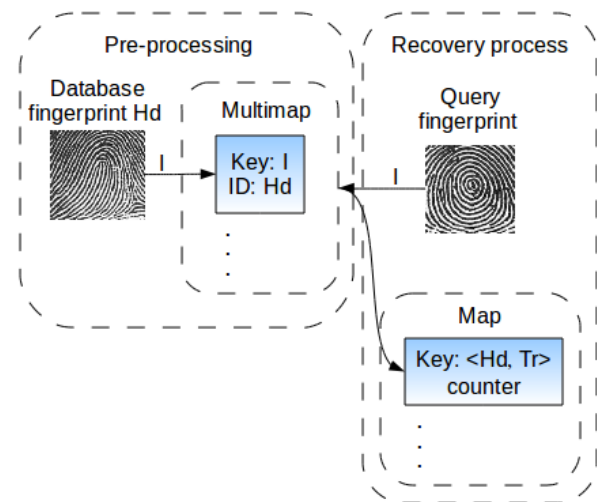 Pre-processing
Database
fingerprint Hd
I
Multimap
Key: I
ID: Hd
.
.
.
Recovery process
Query
fingerprint
I
Map
Key: <Hd, Tr>
counter
.
.
.